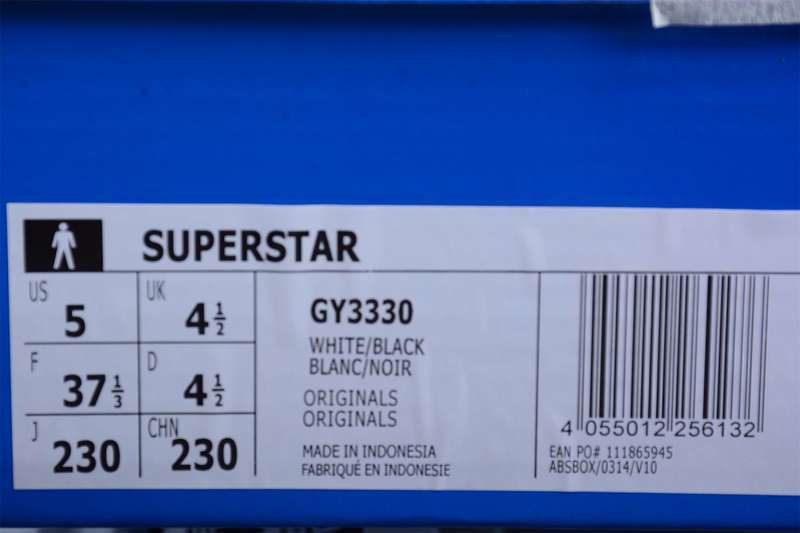 SUPERSTAR
US 5 UK 4 1/2
F 37 1/3 D 4 1/2
J 230 CHN 230
GY3330
WHITE/BLACK
BLANC/NOIR
ORIGINALS
ORIGINALS
MADE IN INDONESIA
FABRIQUÉ EN INDONESIE
4 055012 256132
EAN PO# 111865945
ABSBOX/0314/V10